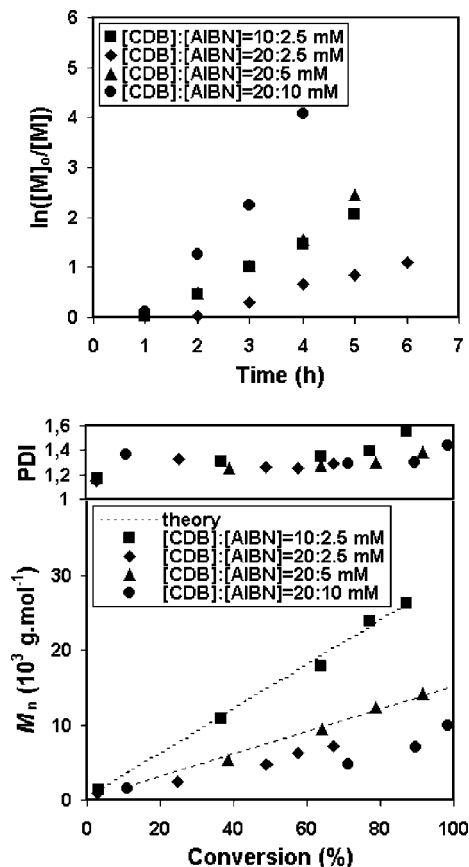 [CDB]:[AIBN]=10:2.5 mM
[CDB]:[AIBN]=20:2.5 mM
[CDB]:[AIBN]=20:5 mM
[CDB]:[AIBN]=20:10 mM
ln([M]₀/[M])
6
5
4
3
2
1
0
0 1 2 3 4 5 6 7
Time (h)
PDI
1,6
1,4
1,2
1
theory
[CDB]:[AIBN]=10:2.5 mM
[CDB]:[AIBN]=20:2.5 mM
[CDB]:[AIBN]=20:5 mM
[CDB]:[AIBN]=20:10 mM
Mₙ (10³ g.mol⁻¹)
30
20
10
0
0 20 40 60 80 100
Conversion (%)